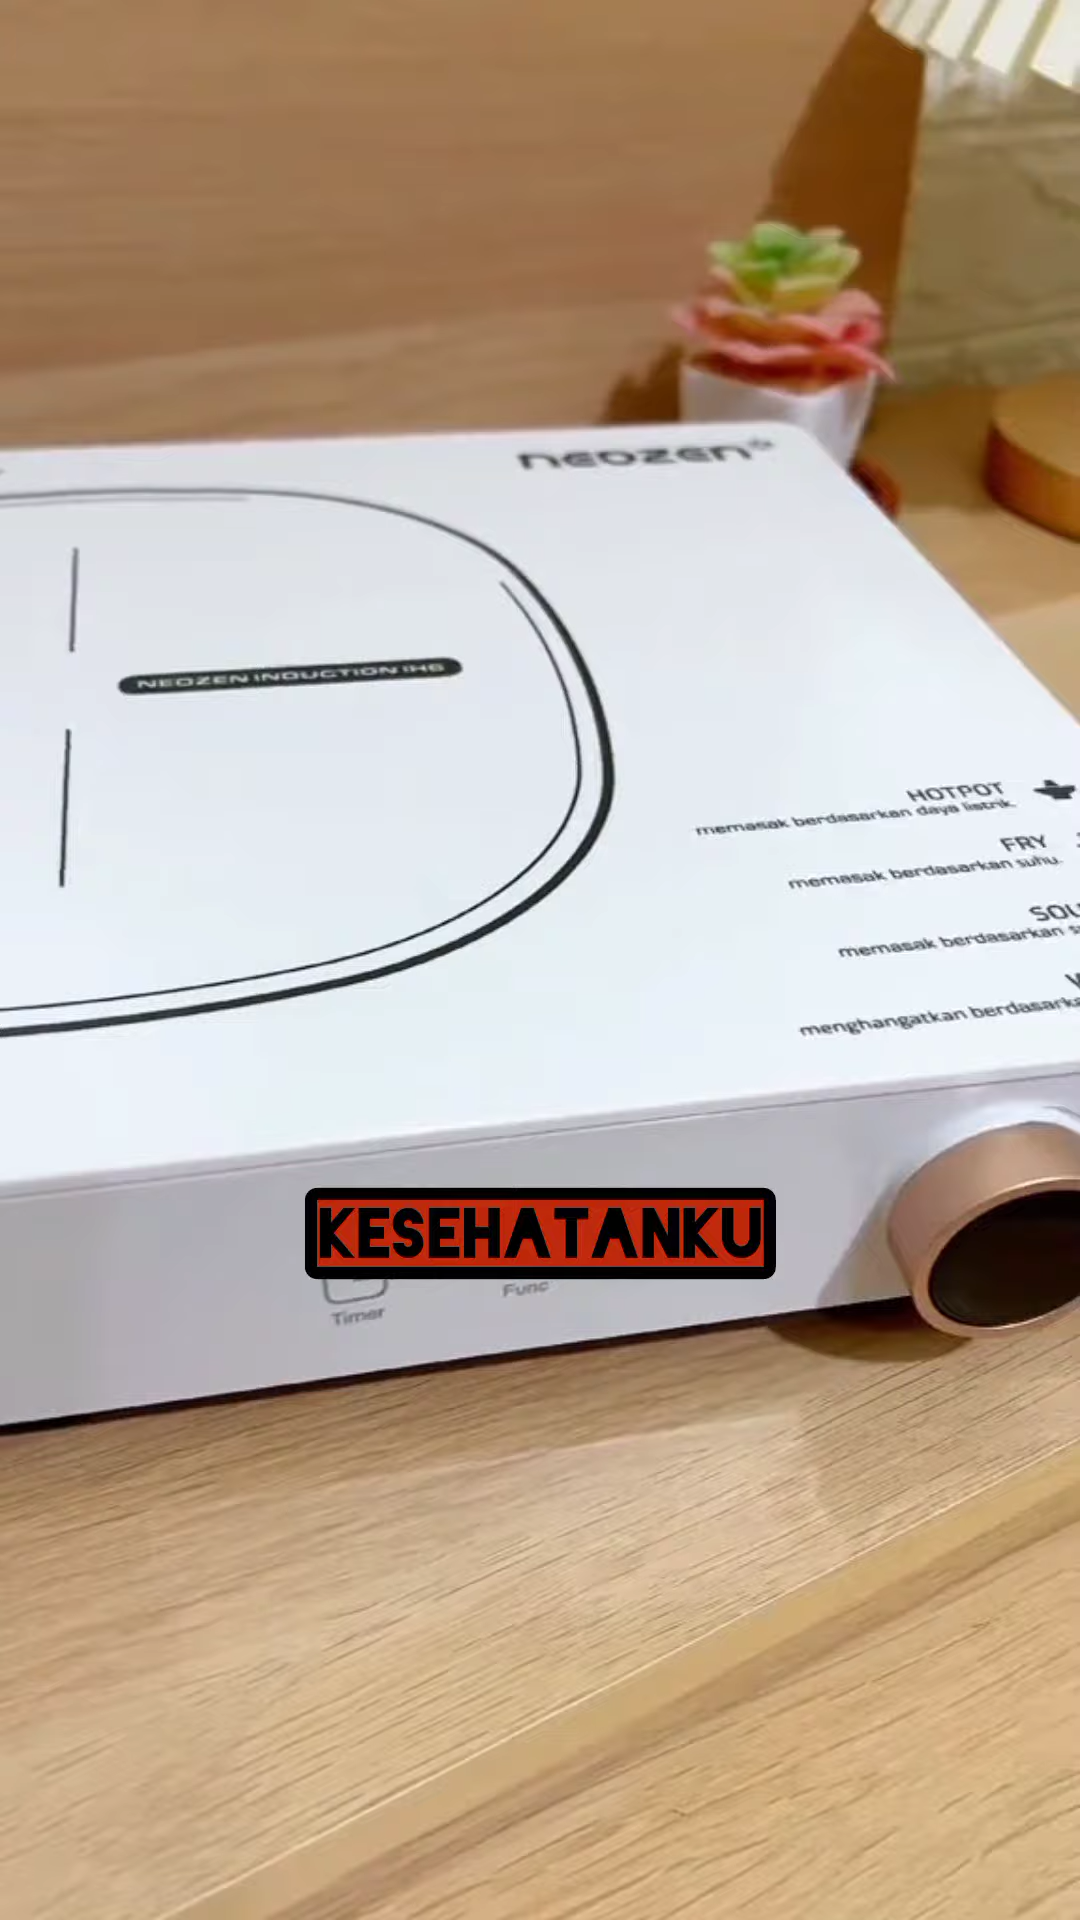 NEOZEN
NEOZEN INDUCTION IH6
HOTPOT
memasak berdasarkan daya listrik.
FRY
memasak berdasarkan suhu.
memasak berdasarkan
menghangatkan
KESEHATANKU
Func
Timer